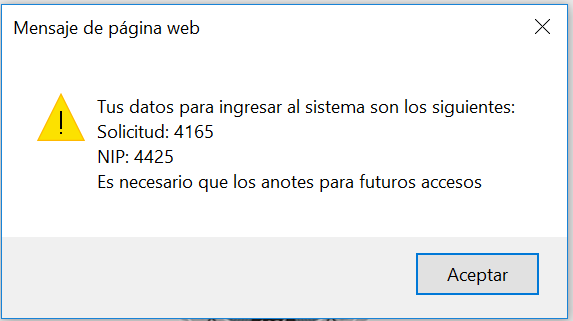 Mensaje de página web
Tus datos para ingresar al sistema son los siguientes:
Solicitud: 4165
NIP: 4425
Es necesario que los anotes para futuros accesos
Aceptar